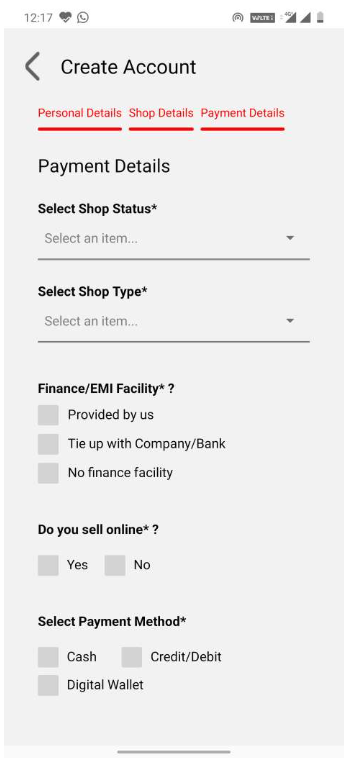 12:17
VoLTE 4G
Create Account
Personal Details Shop Details Payment Details
Payment Details
Select Shop Status*
Select an item...
Select Shop Type*
Select an item...
Finance/EMI Facility* ?
Provided by us
Tie up with Company/Bank
No finance facility
Do you sell online* ?
Yes No
Select Payment Method*
Cash Credit/Debit
Digital Wallet